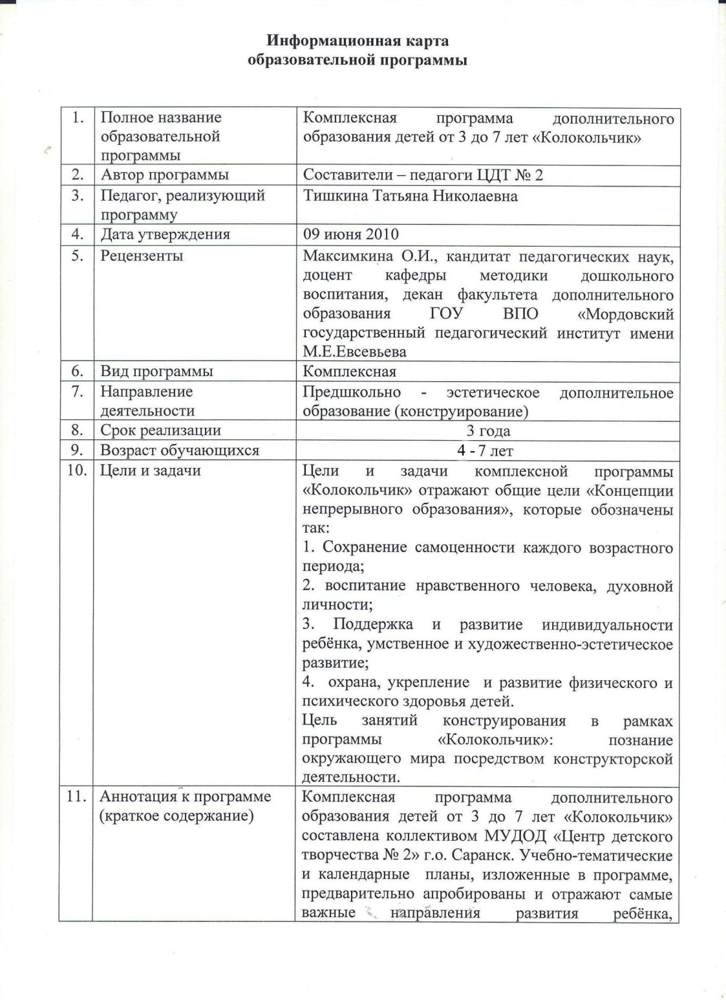 Информационная карта
образовательной программы
1.
Полное название
образовательной
программы
Комплексная программа дополнительного
образования детей от 3 до 7 лет «Колокольчик»
2.
Автор программы
Составители – педагоги ЦДТ № 2
3.
Педагог, реализующий
программу
Тишкина Татьяна Николаевна
4.
Дата утверждения
09 июня 2010
5.
Рецензенты
Максимкина О.И., кандитат педагогических наук,
доцент кафедры методики дошкольного
воспитания, декан факультета дополнительного
образования ГОУ ВПО «Мордовский
государственный педагогический институт имени
М.Е.Евсевьева
6.
Вид программы
Комплексная
7.
Направление
деятельности
Предшкольно - эстетическое дополнительное
образование (конструирование)
8.
Срок реализации
3 года
9.
Возраст обучающихся
4 - 7 лет
10.
Цели и задачи
Цели и задачи комплексной программы
«Колокольчик» отражают общие цели «Концепции
непрерывного образования», которые обозначены
так:
1. Сохранение самоценности каждого возрастного
периода;
2. воспитание нравственного человека, духовной
личности;
3. Поддержка и развитие индивидуальности
ребёнка, умственное и художественно-эстетическое
развитие;
4. охрана, укрепление и развитие физического и
психического здоровья детей.
Цель занятий конструирования в рамках
программы «Колокольчик»: познание
окружающего мира посредством конструкторской
деятельности.
11.
Аннотация к программе
(краткое содержание)
Комплексная программа дополнительного
образования детей от 3 до 7 лет «Колокольчик»
составлена коллективом МУДОД «Центр детского
творчества № 2» г.о. Саранск. Учебно-тематические
и календарные планы, изложенные в программе,
предварительно апробированы и отражают самые
важные направления развития ребёнка,